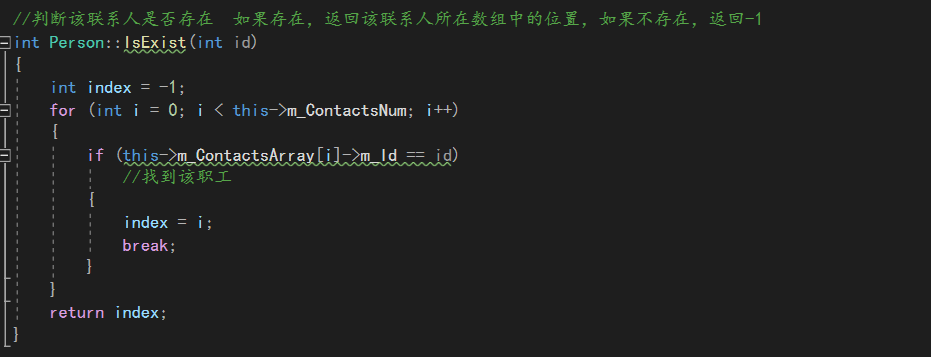 //判断该联系人是否存在  如果存在，返回该联系人所在数组中的位置，如果不存在，返回-1
int Person::IsExist(int id)
{
    int index = -1;
    for (int i = 0; i < this->m_ContactsNum; i++)
    {
        if (this->m_ContactsArray[i]->m_Id == id)
            //找到该职工
        {
            index = i;
            break;
        }
    }
    return index;
}